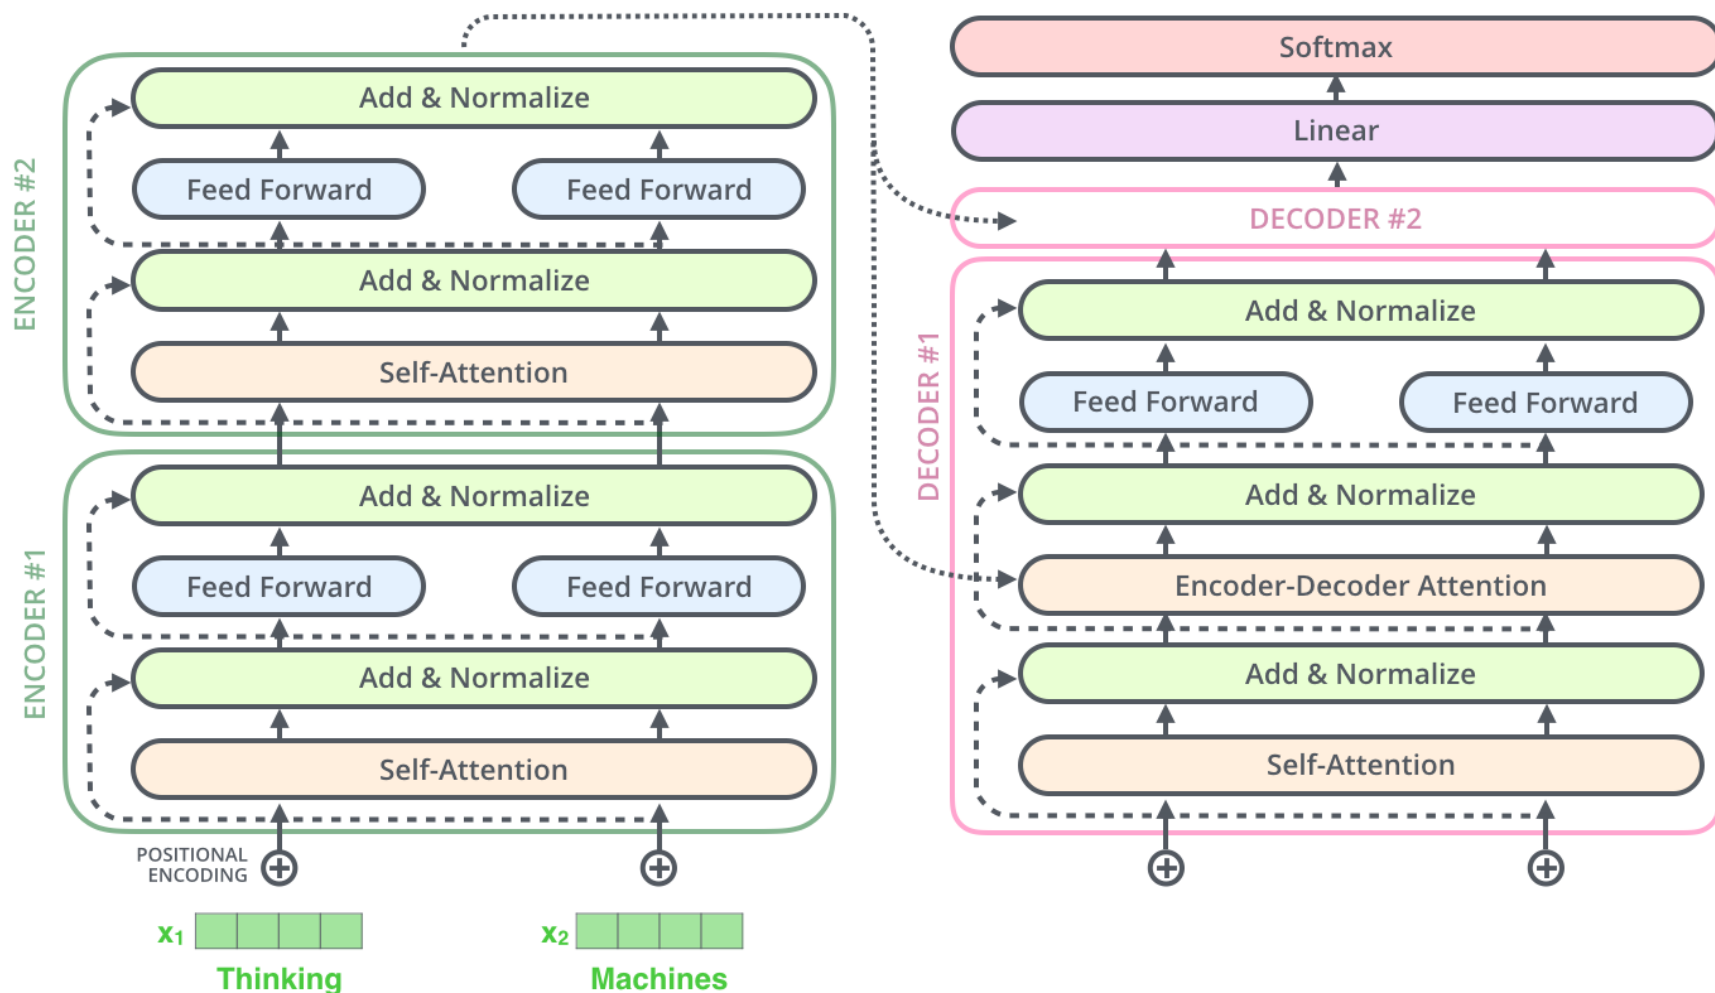 ENCODER #2
Add & Normalize
Feed Forward
Feed Forward
Add & Normalize
Self-Attention
ENCODER #1
Add & Normalize
Feed Forward
Feed Forward
Add & Normalize
Self-Attention
POSITIONAL
ENCODING
x₁
x₂
Thinking
Machines
Softmax
Linear
DECODER #2
DECODER #1
Add & Normalize
Feed Forward
Feed Forward
Add & Normalize
Encoder-Decoder Attention
Add & Normalize
Self-Attention